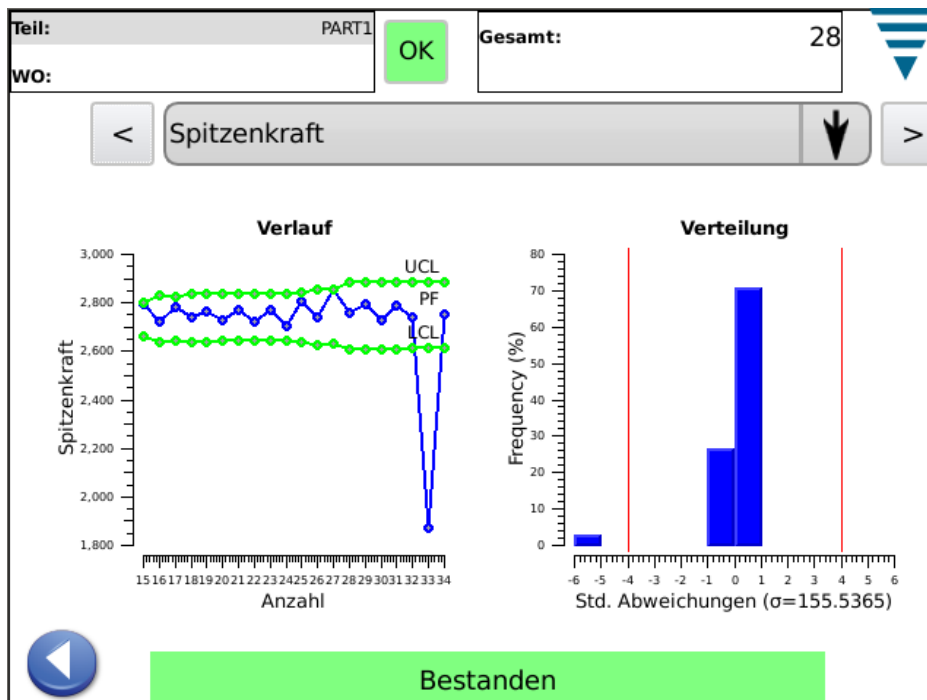 Teil: PART1
WO:
OK
Gesamt: 28
< Spitzenkraft >
Verlauf
Spitzenkraft
3,000
2,800
2,600
2,400
2,200
2,000
1,800
UCL
PF
LCL
15 16 17 18 19 20 21 22 23 24 25 26 27 28 29 30 31 32 33 34
Anzahl
Verteilung
Frequency (%)
80
70
60
50
40
30
20
10
0
-6 -5 -4 -3 -2 -1 0 1 2 3 4 5 6
Std. Abweichungen (σ=155.5365)
Bestanden